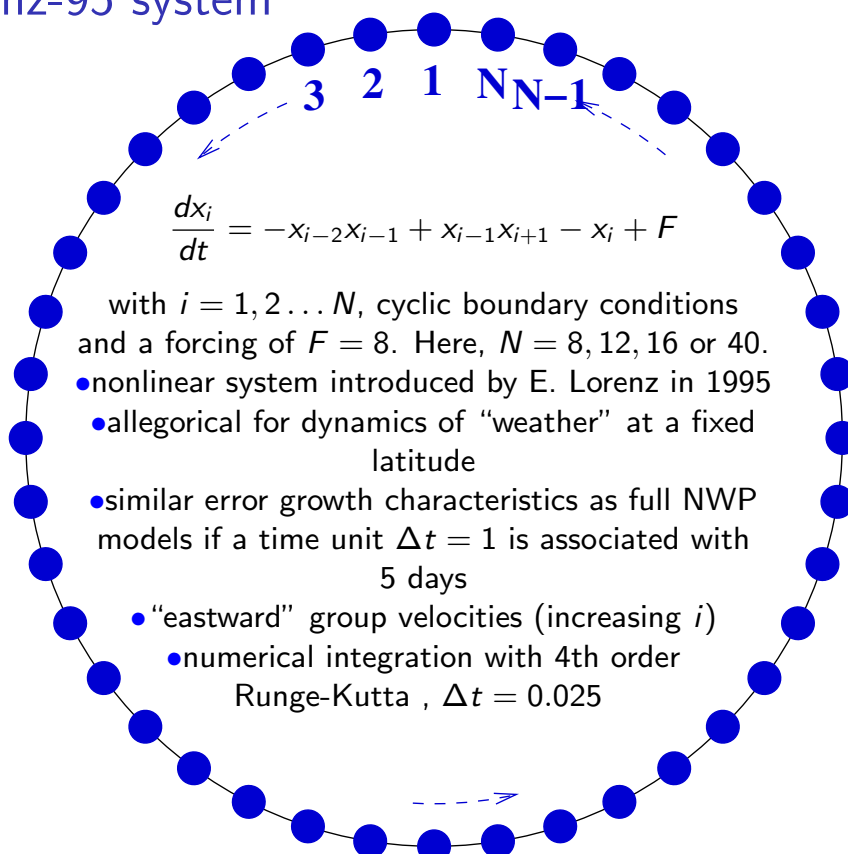 nz-95 system
3 2 1 N N−1
dx_i/dt = −x_{i−2}x_{i−1} + x_{i−1}x_{i+1} − x_i + F
with i = 1, 2 … N, cyclic boundary conditions
and a forcing of F = 8. Here, N = 8, 12, 16 or 40.
•nonlinear system introduced by E. Lorenz in 1995
•allegorical for dynamics of “weather” at a fixed
latitude
•similar error growth characteristics as full NWP
models if a time unit Δt = 1 is associated with
5 days
• “eastward” group velocities (increasing i)
•numerical integration with 4th order
Runge-Kutta , Δt = 0.025